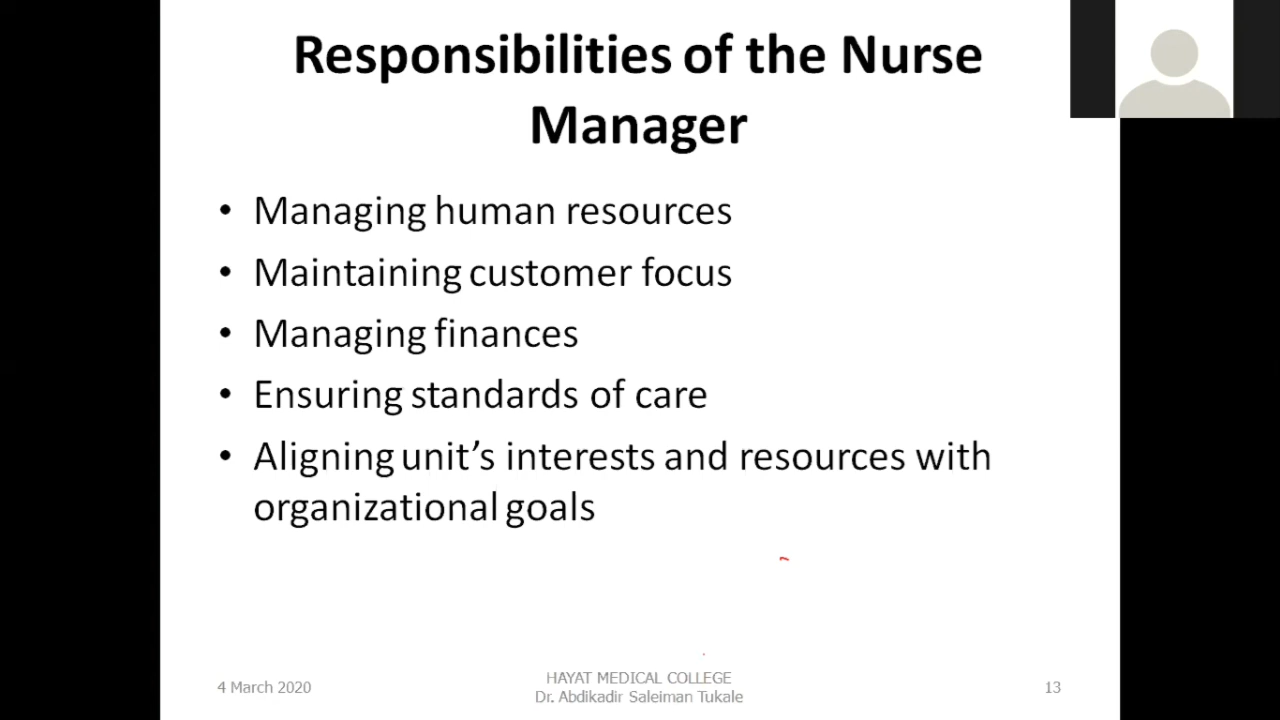 Responsibilities of the Nurse
Manager
• Managing human resources
• Maintaining customer focus
• Managing finances
• Ensuring standards of care
• Aligning unit’s interests and resources with
organizational goals
4 March 2020
HAYAT MEDICAL COLLEGE
Dr. Abdikadir Saleiman Tukale
13